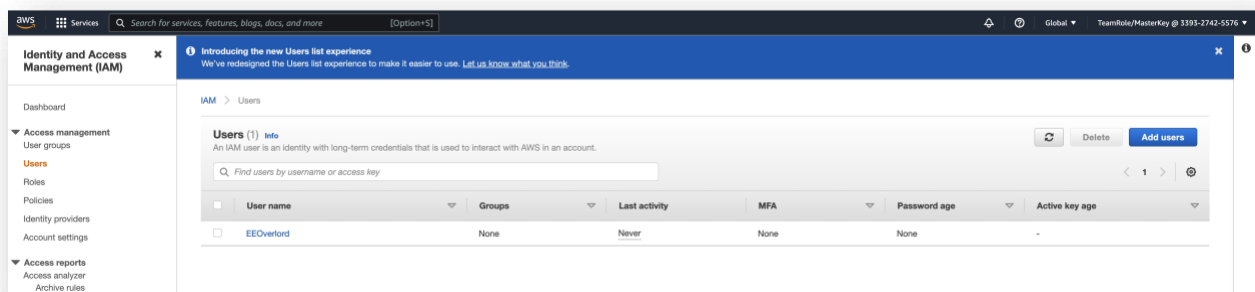 aws Services Search for services, features, blogs, docs, and more [Option+S] Global TeamRole/MasterKey @ 3393-2742-5576
Identity and Access Management (IAM)
Dashboard
Access management
User groups
Users
Roles
Policies
Identity providers
Account settings
Access reports
Access analyzer
Archive rules
Introducing the new Users list experience
We've redesigned the Users list experience to make it easier to use. Let us know what you think.
IAM > Users
Users (1) Info
An IAM user is an identity with long-term credentials that is used to interact with AWS in an account.
Delete Add users
Find users by username or access key
1
User name Groups Last activity MFA Password age Active key age
EEOverlord None Never None None -